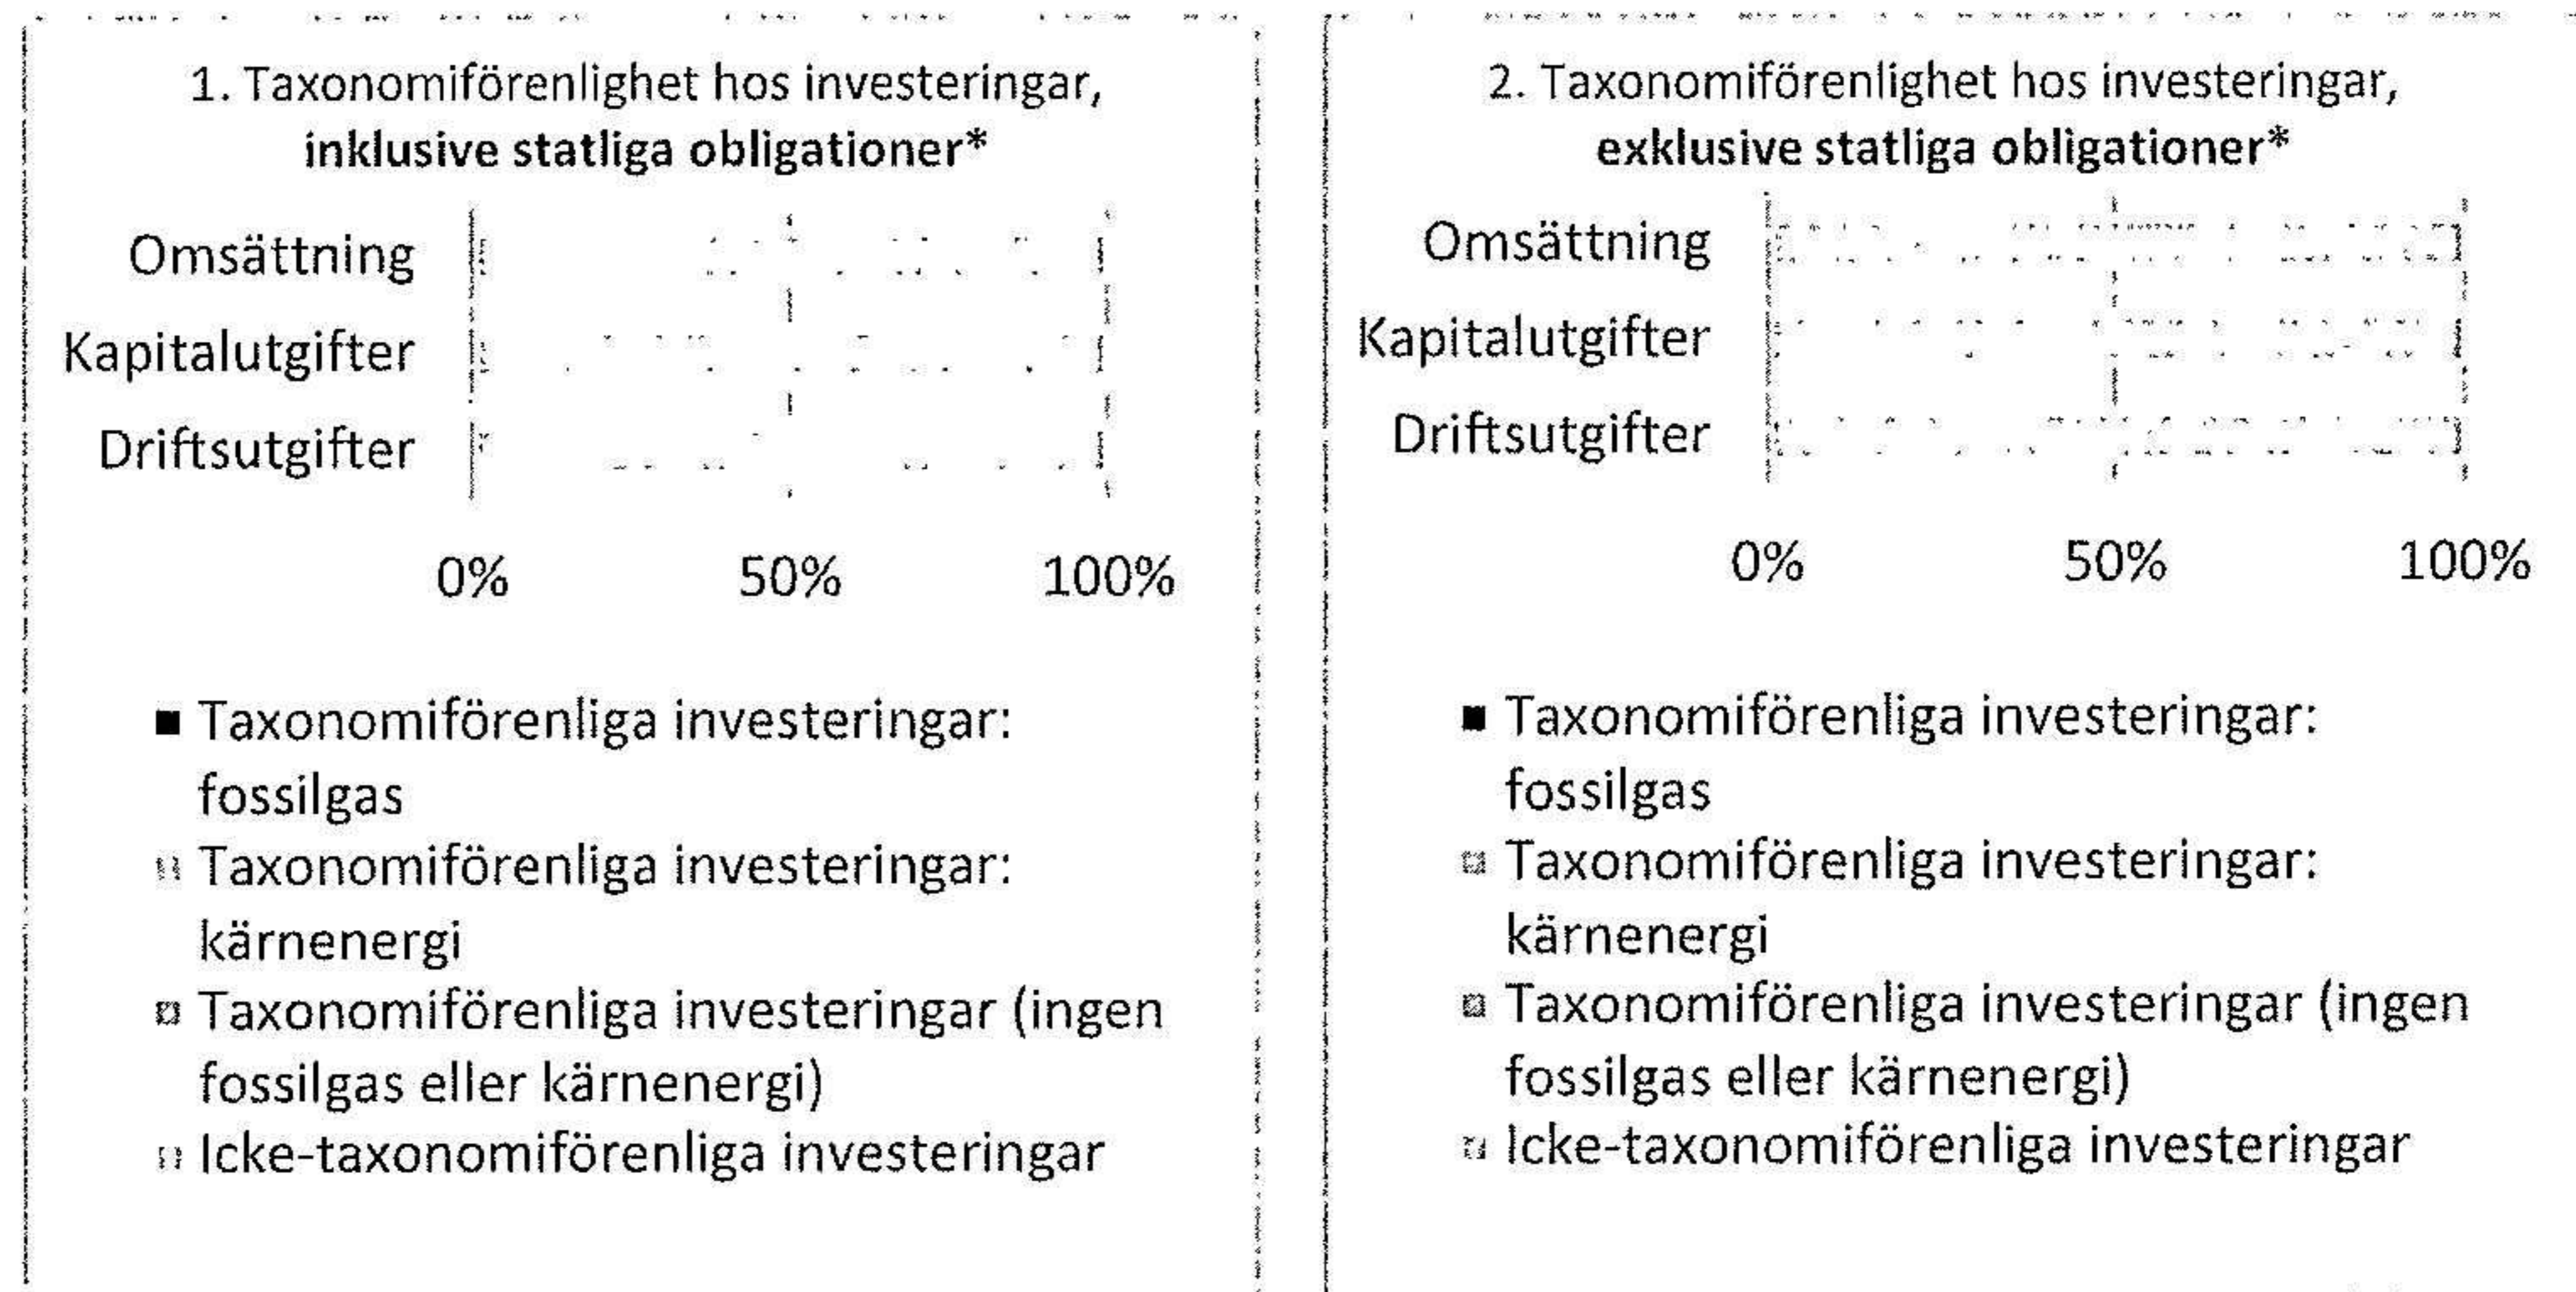 1. Taxonomiförenlighet hos investeringar,
inklusive statliga obligationer*
Omsättning
Kapitalutgifter
Driftsutgifter
0% 50% 100%
Taxonomiförenliga investeringar:
fossilgas
Taxonomiförenliga investeringar:
kärnenergi
Taxonomiförenliga investeringar (ingen
fossilgas eller kärnenergi)
Icke-taxonomiförenliga investeringar
2. Taxonomiförenlighet hos investeringar,
exklusive statliga obligationer*
Omsättning
Kapitalutgifter
Driftsutgifter
0% 50% 100%
Taxonomiförenliga investeringar:
fossilgas
Taxonomiförenliga investeringar:
kärnenergi
Taxonomiförenliga investeringar (ingen
fossilgas eller kärnenergi)
Icke-taxonomiförenliga investeringar